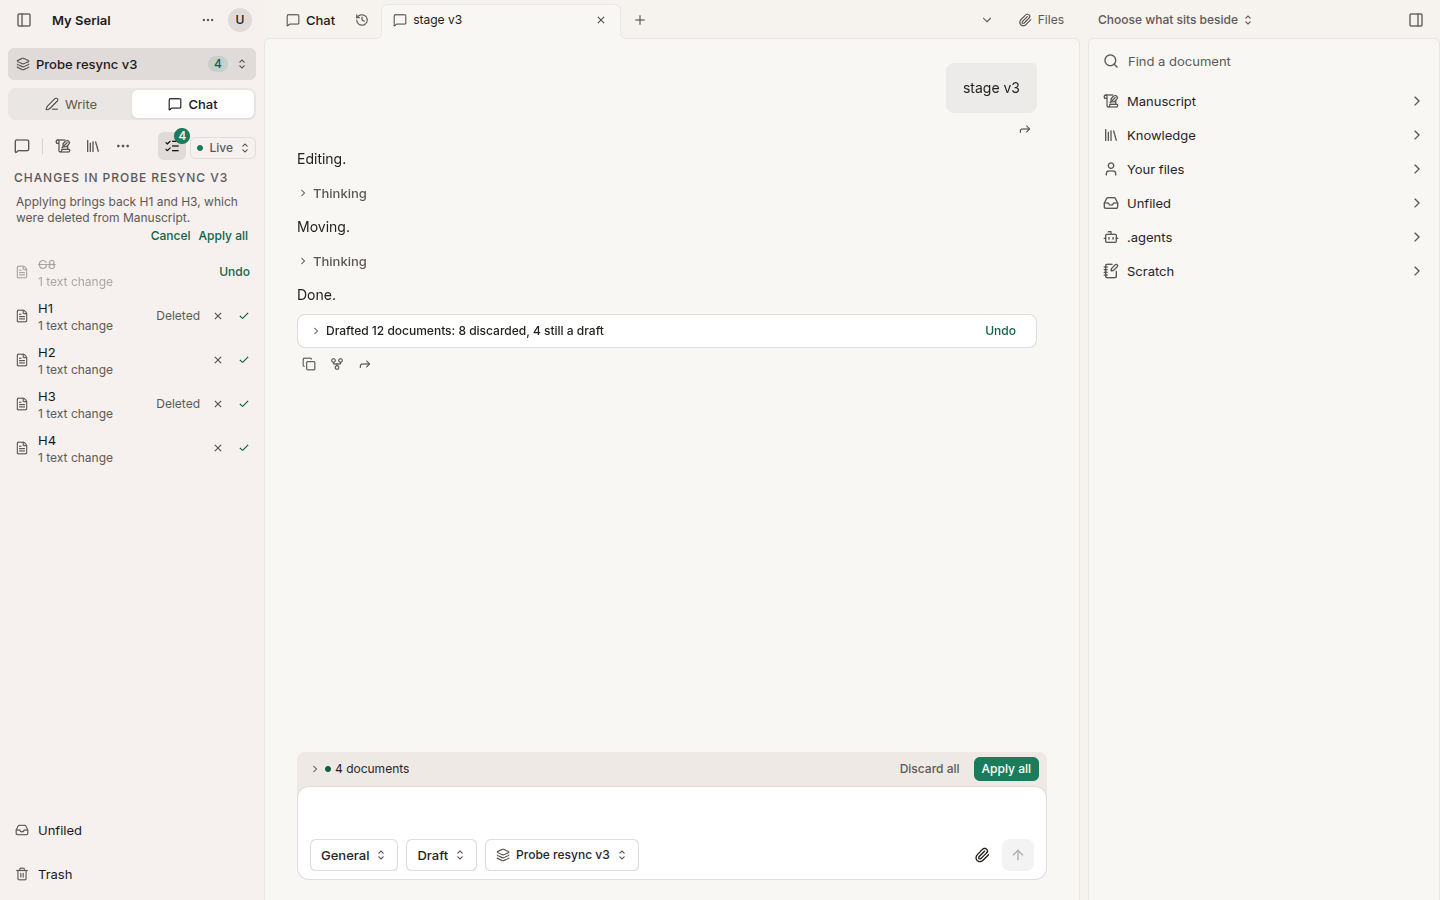 My Serial
U
Probe resync v3
4
Write
Chat
4
Live
CHANGES IN PROBE RESYNC V3
Applying brings back H1 and H3, which
were deleted from Manuscript.
Cancel
Apply all
G8
1 text change
Undo
H1
1 text change
Deleted
H2
1 text change
H3
1 text change
Deleted
H4
1 text change
Unfiled
Trash
Chat
stage v3
Files
stage v3
Editing.
Thinking
Moving.
Thinking
Done.
Drafted 12 documents: 8 discarded, 4 still a draft
Undo
4 documents
Discard all
Apply all
General
Draft
Probe resync v3
Choose what sits beside
Find a document
Manuscript
Knowledge
Your files
Unfiled
.agents
Scratch